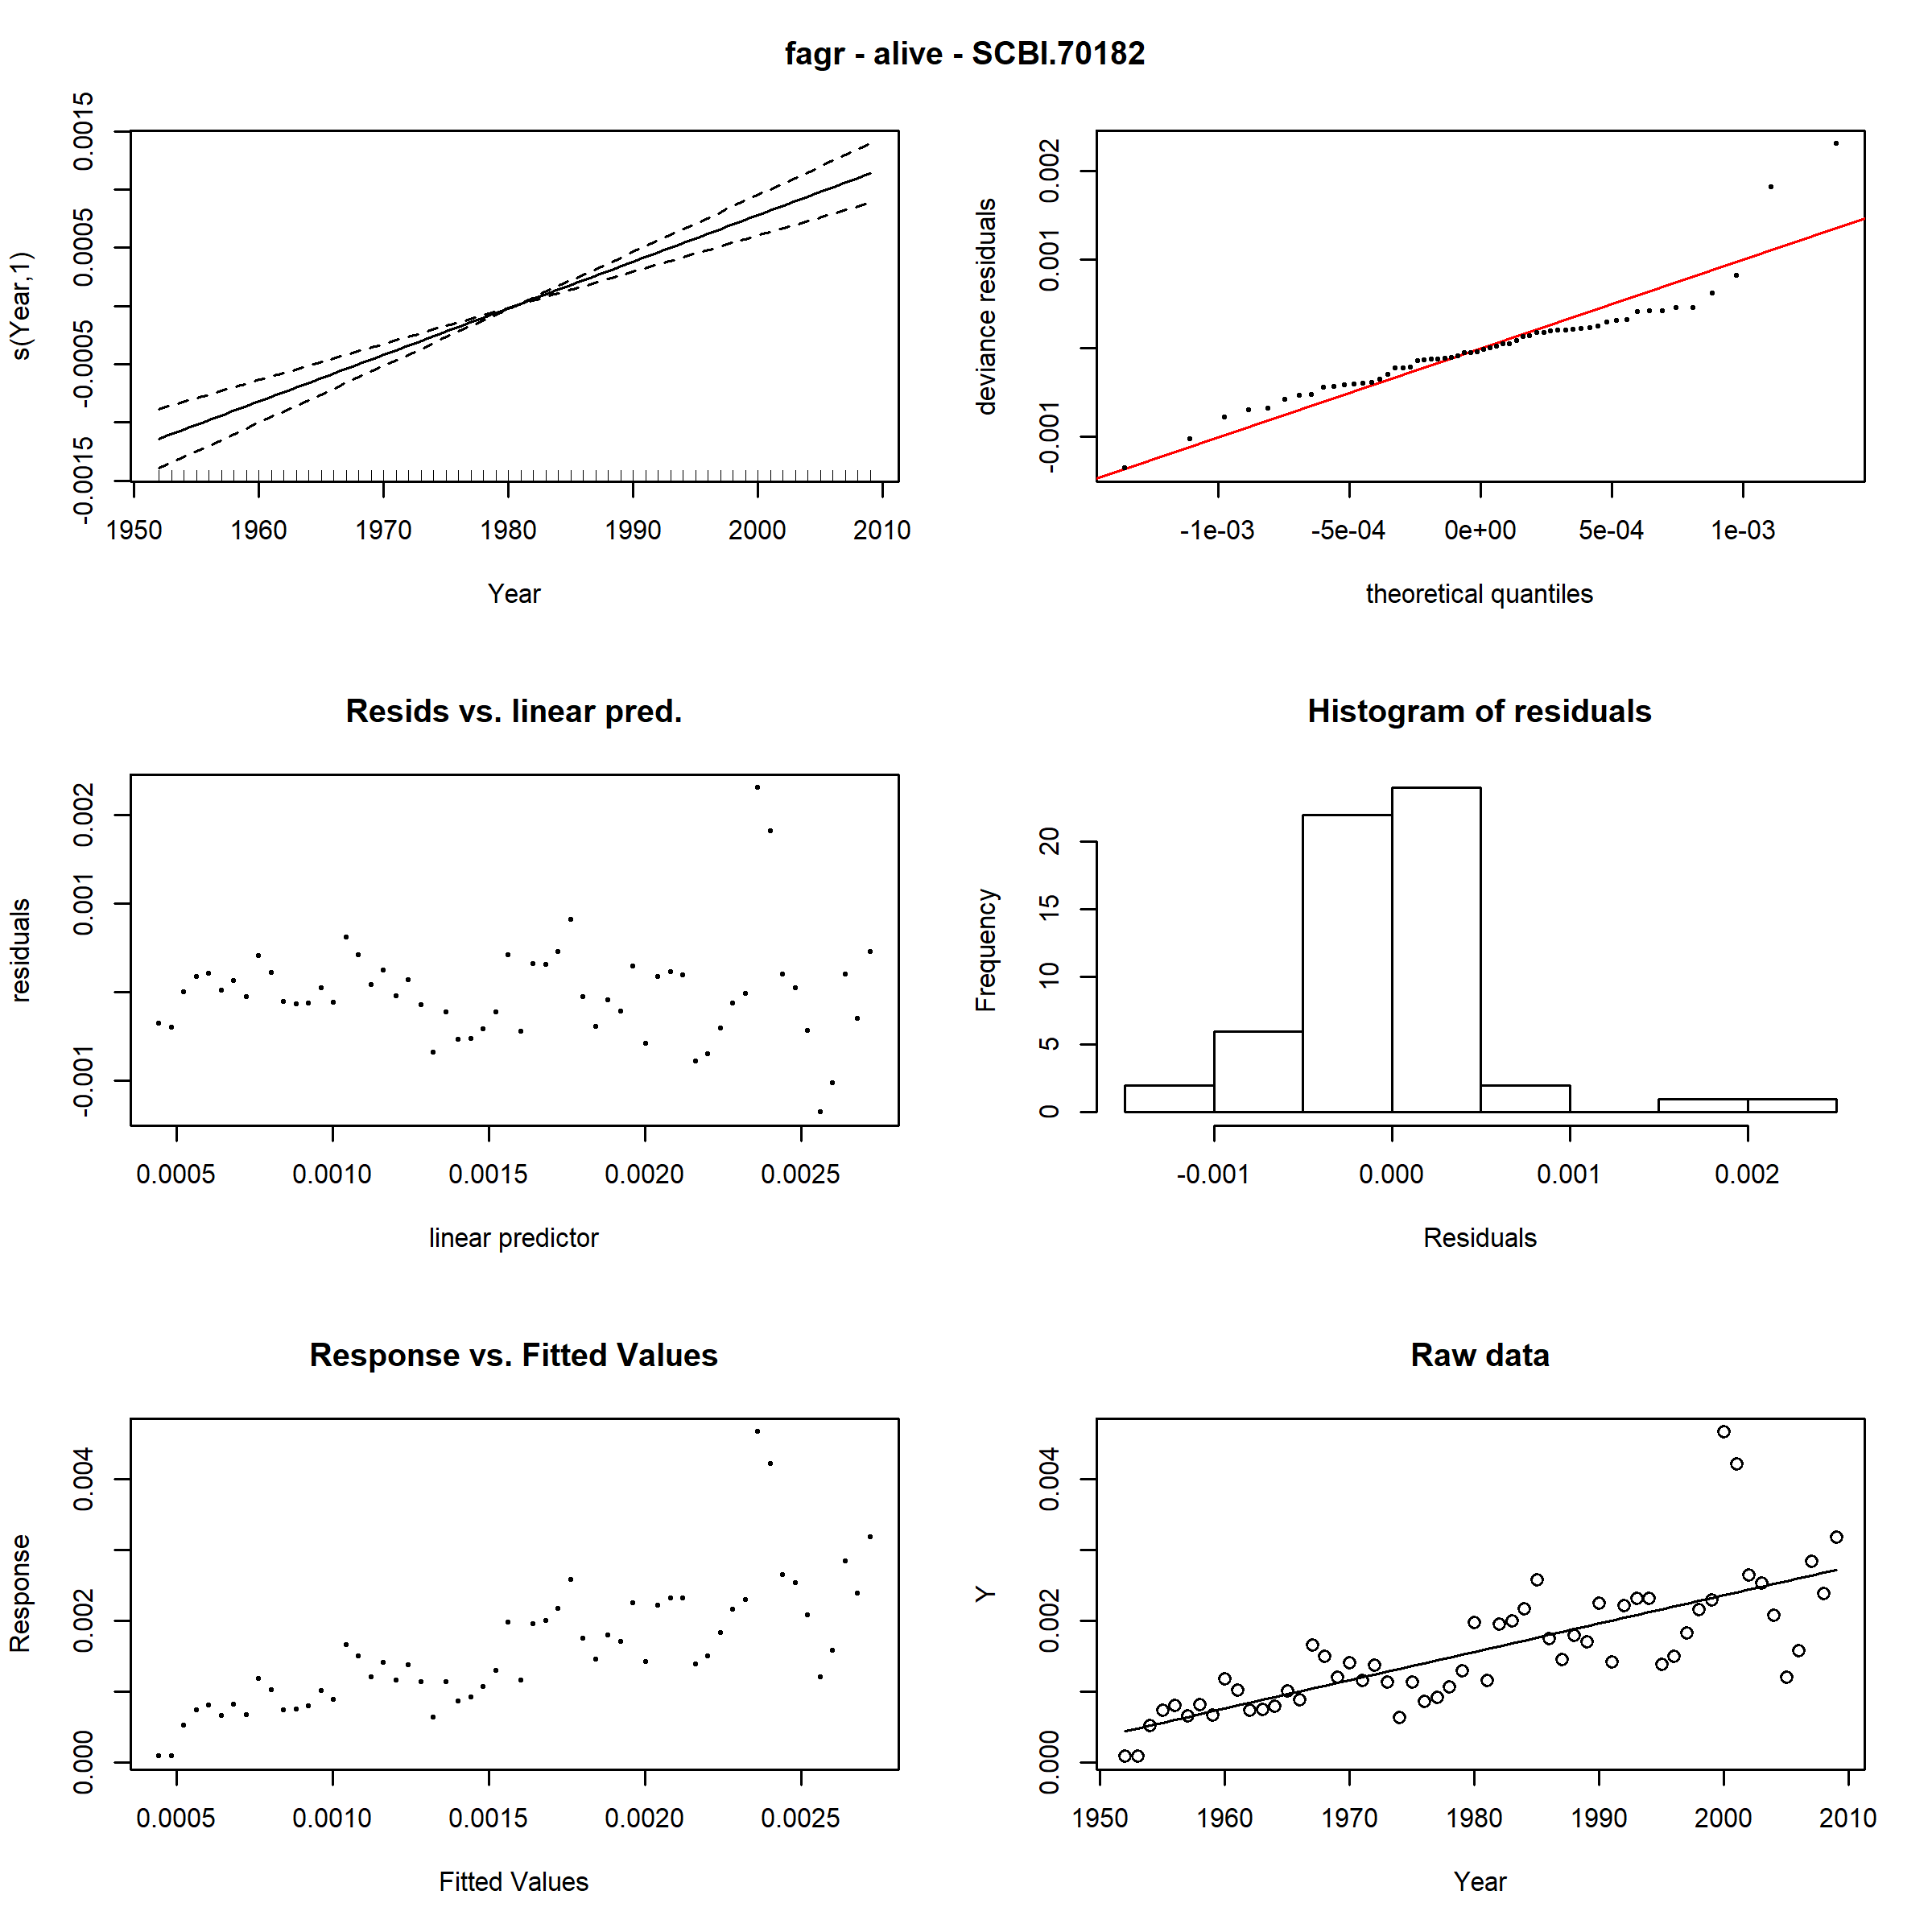 fagr - alive - SCBI.70182
s(Year,1)
-0.0015 -0.0005 0.0005 0.0015
1950 1960 1970 1980 1990 2000 2010
Year
deviance residuals
-0.001 0.001 0.002
-1e-03 -5e-04 0e+00 5e-04 1e-03
theoretical quantiles
Resids vs. linear pred.
residuals
-0.001 0.001 0.002
0.0005 0.0010 0.0015 0.0020 0.0025
linear predictor
Histogram of residuals
Frequency
0 5 10 15 20
-0.001 0.000 0.001 0.002
Residuals
Response vs. Fitted Values
Response
0.000 0.002 0.004
0.0005 0.0010 0.0015 0.0020 0.0025
Fitted Values
Raw data
Y
0.000 0.002 0.004
1950 1960 1970 1980 1990 2000 2010
Year